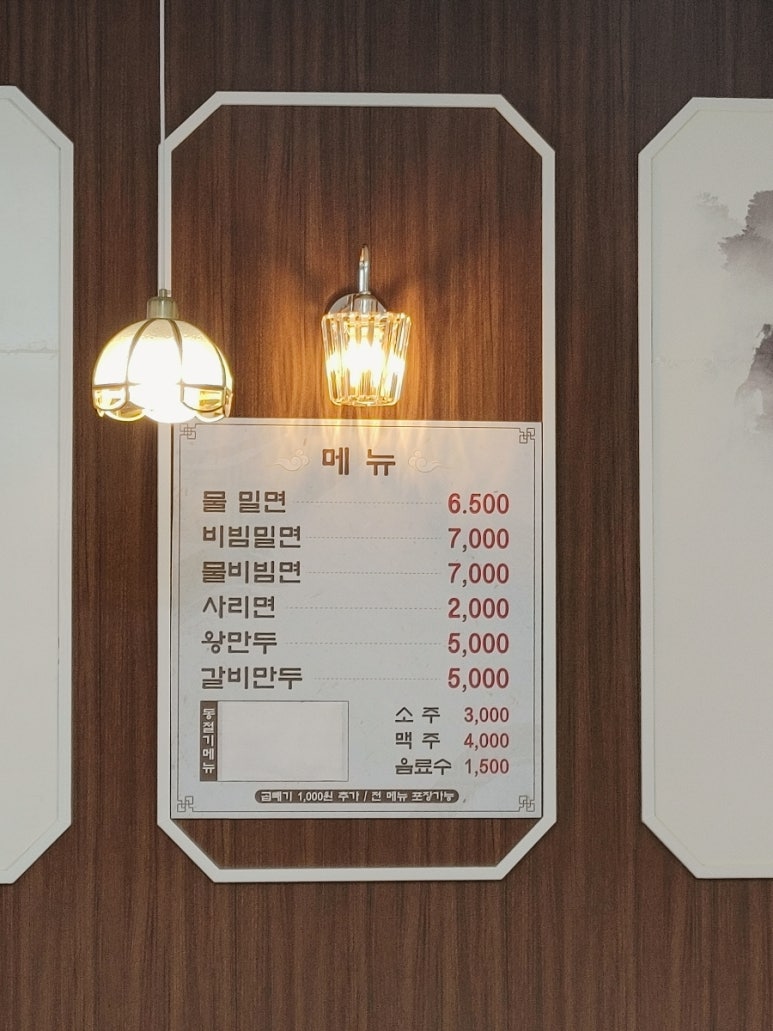 메뉴
물 밀면 6.500
비빔밀면 7,000
물비빔면 7,000
사리면 2,000
왕만두 5,000
갈비만두 5,000
동절기메뉴
소주 3,000
맥주 4,000
음료수 1,500
곱빼기 1,000원 추가 / 전 메뉴 포장가능